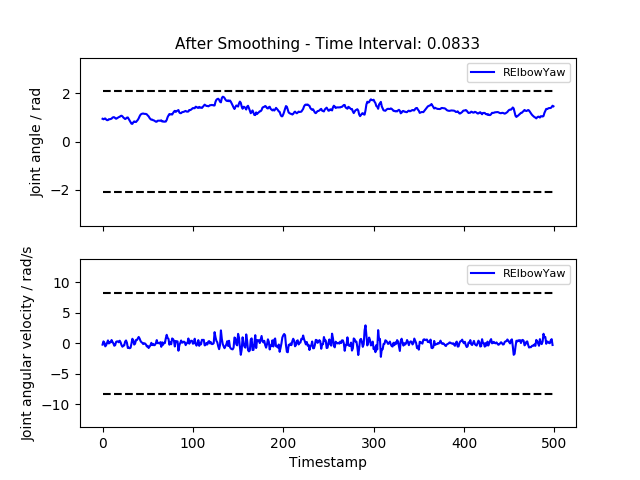 After Smoothing - Time Interval: 0.0833
RElbowYaw
Joint angle / rad
2
0
−2
RElbowYaw
Joint angular velocity / rad/s
10
5
0
−5
−10
0 100 200 300 400 500
Timestamp